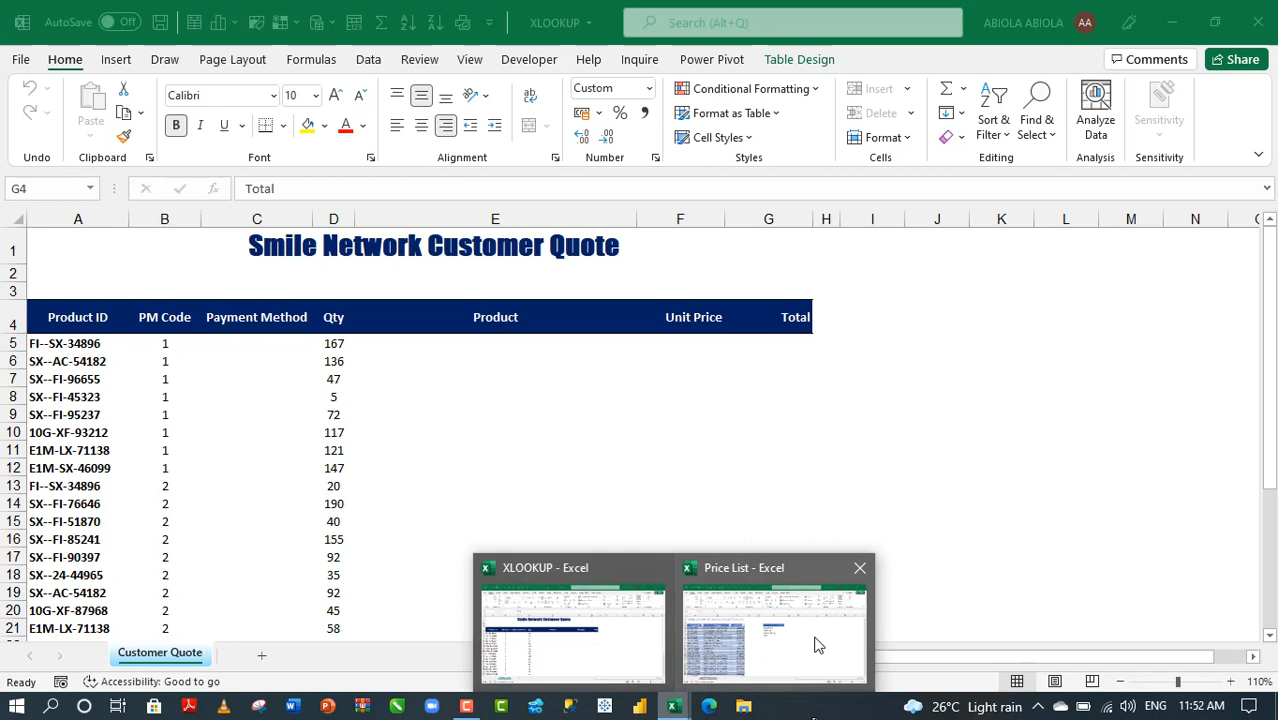 AutoSave Off XLOOKUP Search (Alt+Q) ABIOLA ABIOLA AA
File Home Insert Draw Page Layout Formulas Data Review View Developer Help Inquire Power Pivot Table Design Comments Share
Calibri 10 Custom Conditional Formatting Insert
Paste Format as Table Delete Sort & Filter Find & Select Analyze Data Sensitivity
Cell Styles Format
Undo Clipboard Font Alignment Number Styles Cells Editing Analysis Sensitivity
G4 Total
A B C D E F G H I J K L M N
1 Smile Network Customer Quote
2
3
4 Product ID PM Code Payment Method Qty Product Unit Price Total
5 FI--SX-34896 1 167
6 SX--AC-54182 1 136
7 SX--FI-96655 1 47
8 SX--FI-45323 1 5
9 SX--FI-95237 1 72
10 10G-XF-93212 1 117
11 E1M-LX-71138 1 121
12 E1M-SX-46099 1 147
13 FI--SX-34896 2 20
14 SX--FI-76646 2 190
15 SX--FI-51870 2 40
16 SX--FI-85241 2 155
17 SX--FI-90397 2 92
18 SX--24-44965 2 35
19 SX--AC-54182 2 92
20 10G-XF-87968 2 45
21 E1M-LX-71138 2 58
XLOOKUP - Excel Price List - Excel
Smile Network Customer Quote
Customer Quote
Accessibility: Good to go 110%
26°C Light rain ENG 11:52 AM